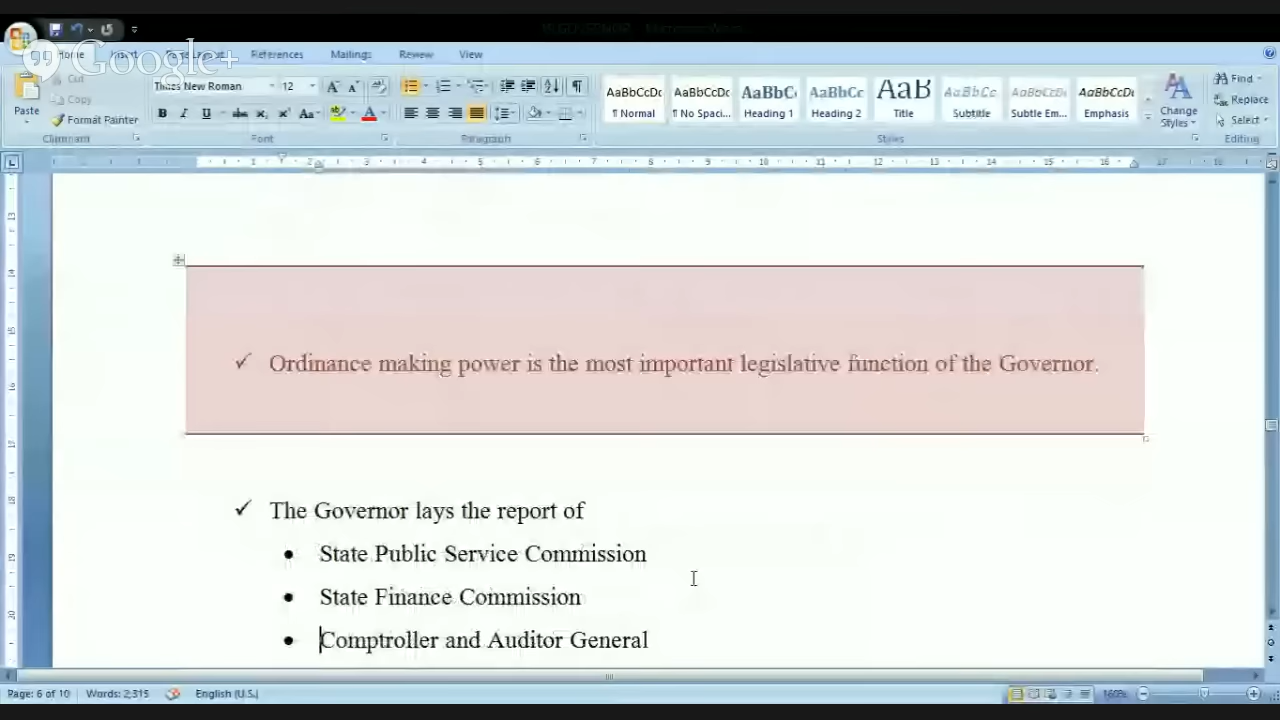 Google+
Home Insert Page Layout References Mailings Review View
Paste
Cut
Copy
Format Painter
Clipboard
Times New Roman 12
Font
Paragraph
AaBbCcDc AaBbCcDc AaBbC AaBbCc AaB AaBbCc AaBbCcDi AaBbCcDi
¶ Normal ¶ No Spaci... Heading 1 Heading 2 Title Subtitle Subtle Em... Emphasis
Change
Styles
Styles
Find
Replace
Select
Editing
✓ Ordinance making power is the most important legislative function of the Governor.
✓ The Governor lays the report of
• State Public Service Commission
• State Finance Commission
• Comptroller and Auditor General
Page: 6 of 10 Words: 2,315 English (U.S.) 160%